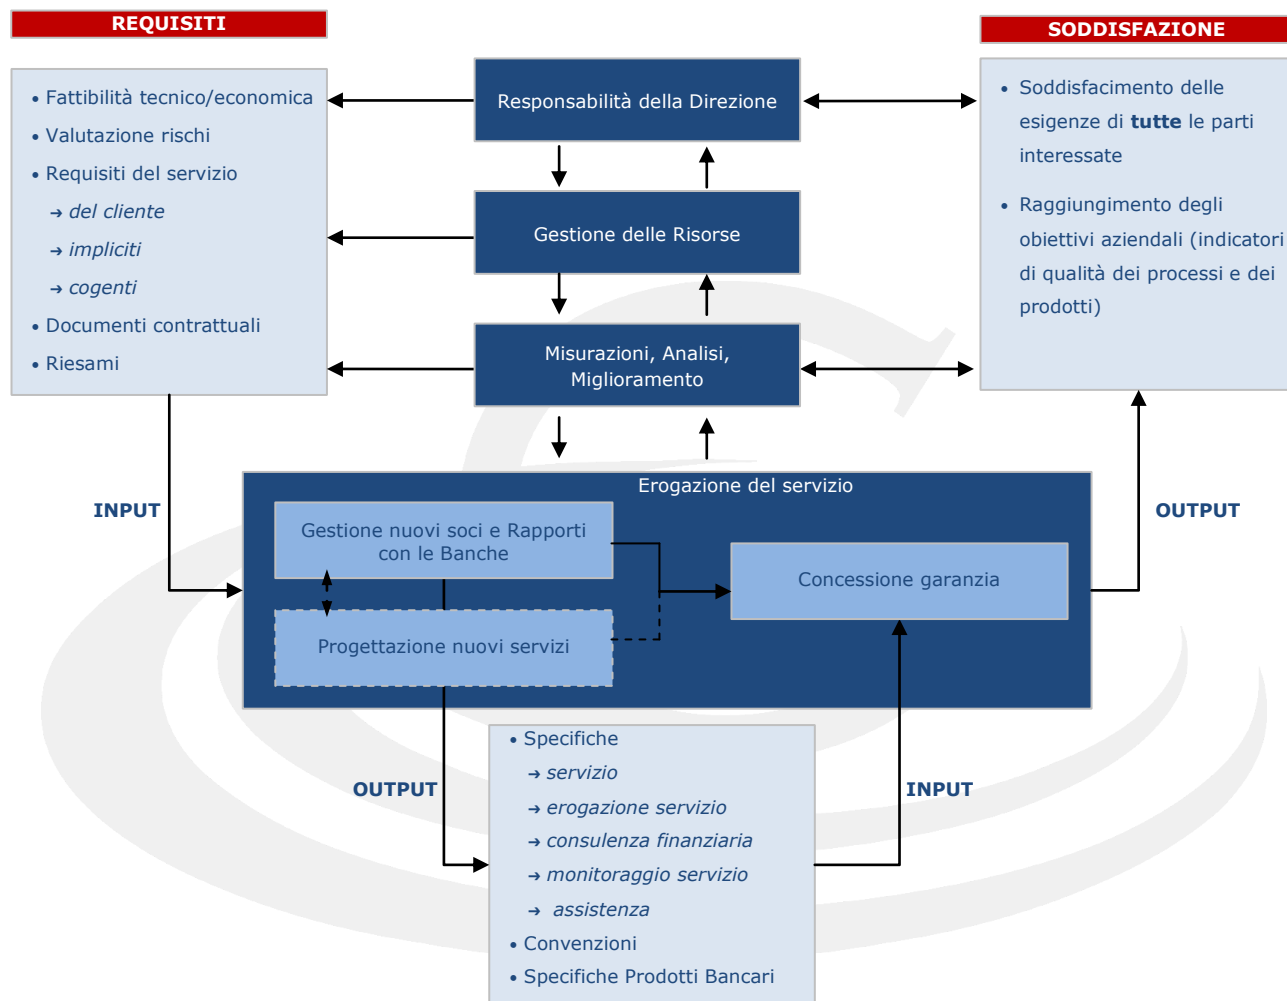 REQUISITI
• Fattibilità tecnico/economica
• Valutazione rischi
• Requisiti del servizio
→ del cliente
→ impliciti
→ cogenti
• Documenti contrattuali
• Riesami
Responsabilità della Direzione
Gestione delle Risorse
Misurazioni, Analisi,
Miglioramento
SODDISFAZIONE
• Soddisfacimento delle
esigenze di tutte le parti
interessate
• Raggiungimento degli
obiettivi aziendali (indicatori
di qualità dei processi e dei
prodotti)
INPUT
Erogazione del servizio
Gestione nuovi soci e Rapporti
con le Banche
Progettazione nuovi servizi
Concessione garanzia
OUTPUT
OUTPUT
• Specifiche
→ servizio
→ erogazione servizio
→ consulenza finanziaria
→ monitoraggio servizio
→ assistenza
• Convenzioni
• Specifiche Prodotti Bancari
INPUT